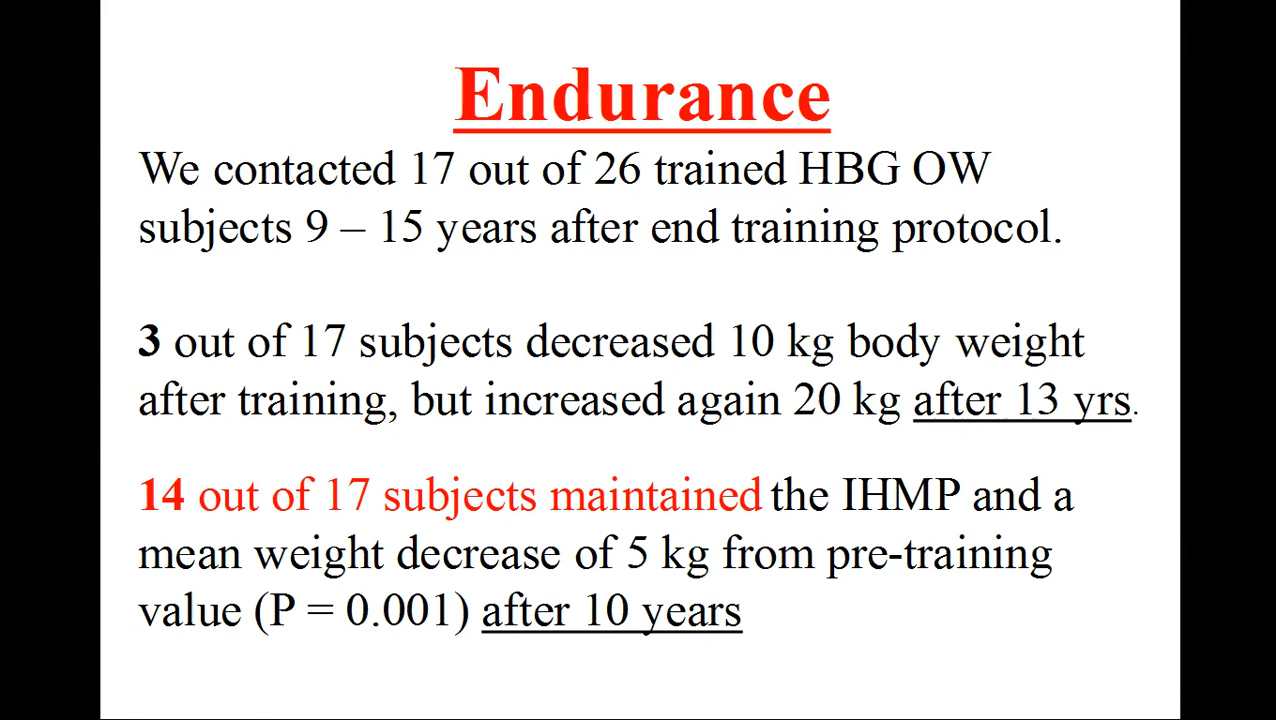 Endurance
We contacted 17 out of 26 trained HBG OW
subjects 9 – 15 years after end training protocol.
3 out of 17 subjects decreased 10 kg body weight
after training, but increased again 20 kg after 13 yrs.
14 out of 17 subjects maintained the IHMP and a
mean weight decrease of 5 kg from pre-training
value (P = 0.001) after 10 years